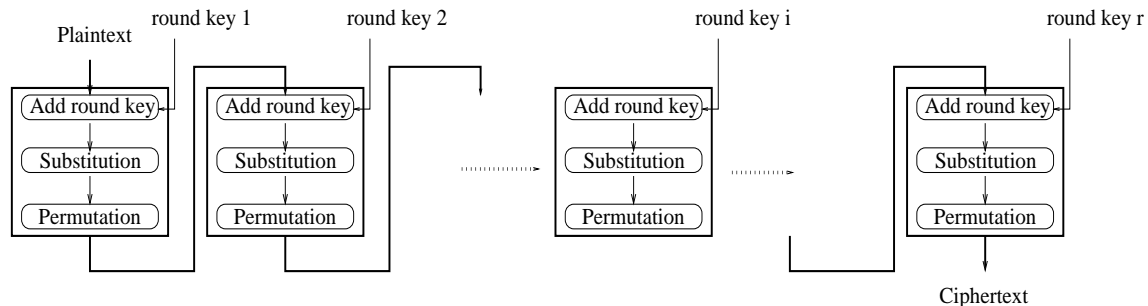 round key 1
round key 2
round key i
round key r
Plaintext
Add round key
Add round key
Add round key
Add round key
Substitution
Substitution
Substitution
Substitution
Permutation
Permutation
Permutation
Permutation
Ciphertext